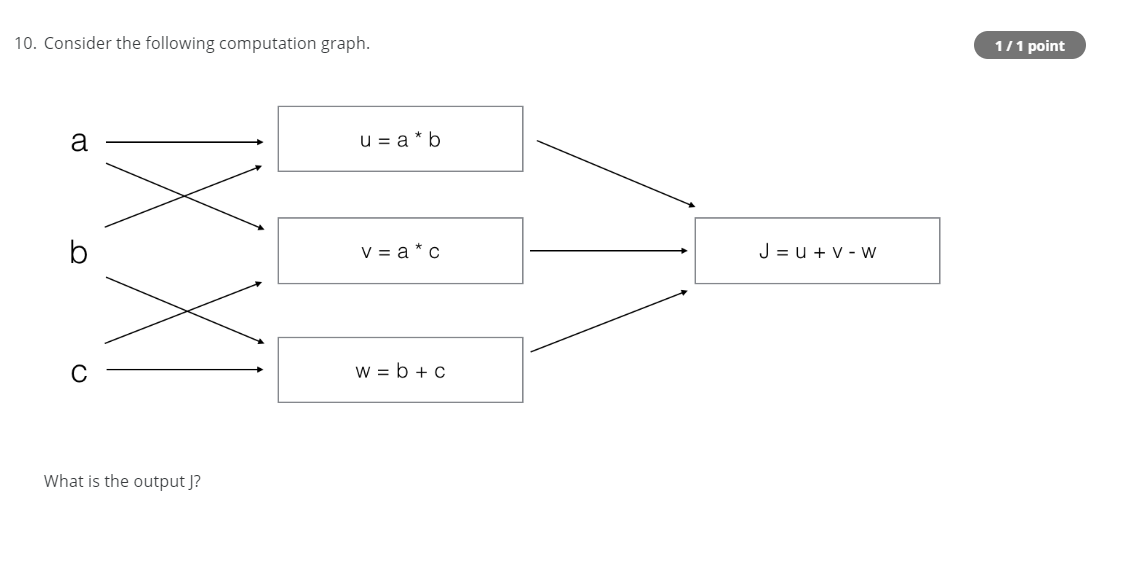 10. Consider the following computation graph.
1 / 1 point
a
u = a * b
b
v = a * c
J = u + v - w
c
w = b + c
What is the output J?